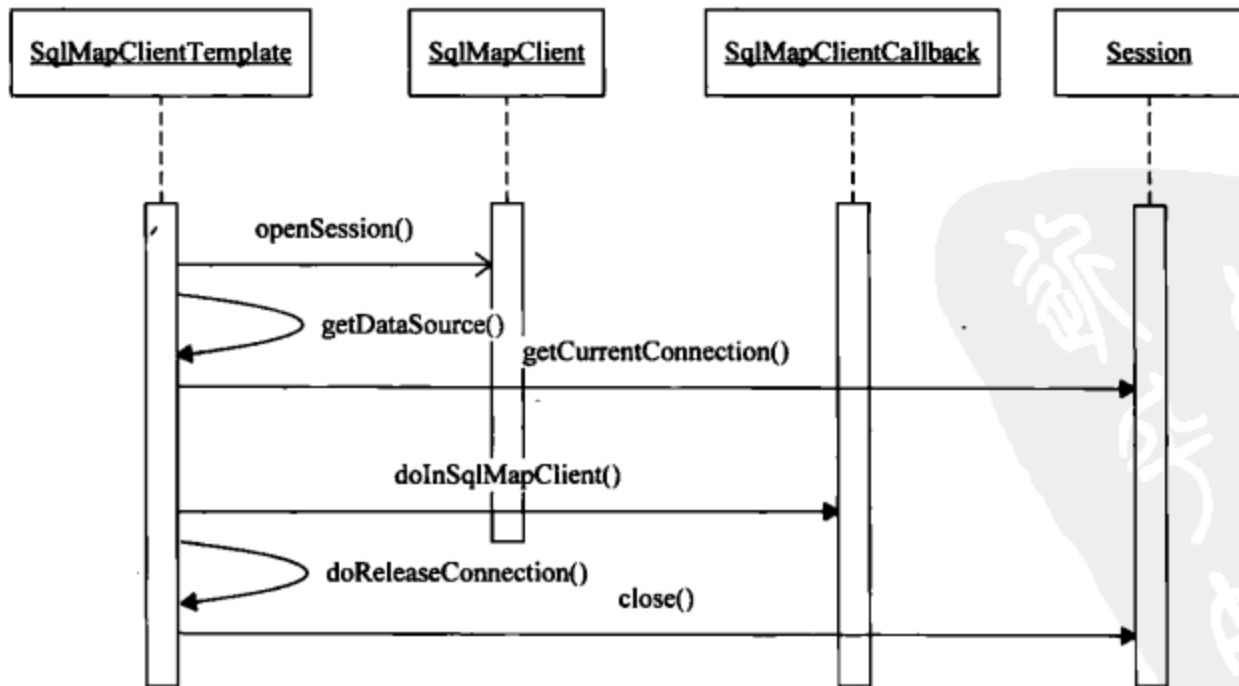 SqlMapClientTemplate
SqlMapClient
SqlMapClientCallback
Session
openSession()
getDataSource()
getCurrentConnection()
doInSqlMapClient()
doReleaseConnection()
close()